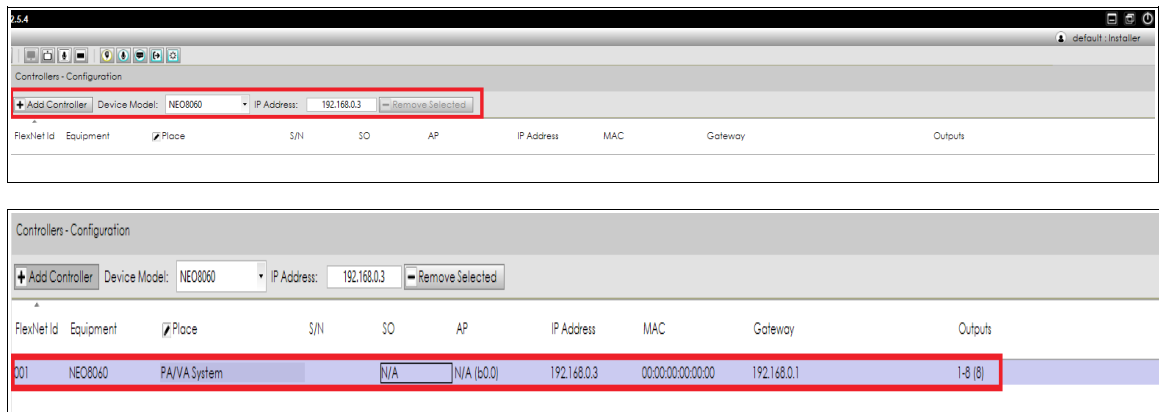 2.5.4
default : Installer
Controllers - Configuration
Add Controller Device Model: NEO8060 IP Address: 192.168.0.3 Remove Selected
FlexNet Id Equipment Place S/N SO AP IP Address MAC Gateway Outputs
Controllers - Configuration
Add Controller Device Model: NEO8060 IP Address: 192.168.0.3 Remove Selected
FlexNet Id Equipment Place S/N SO AP IP Address MAC Gateway Outputs
001 NEO8060 PA/VA System N/A N/A (b0.0) 192.168.0.3 00:00:00:00:00:00 192.168.0.1 1-8 (8)